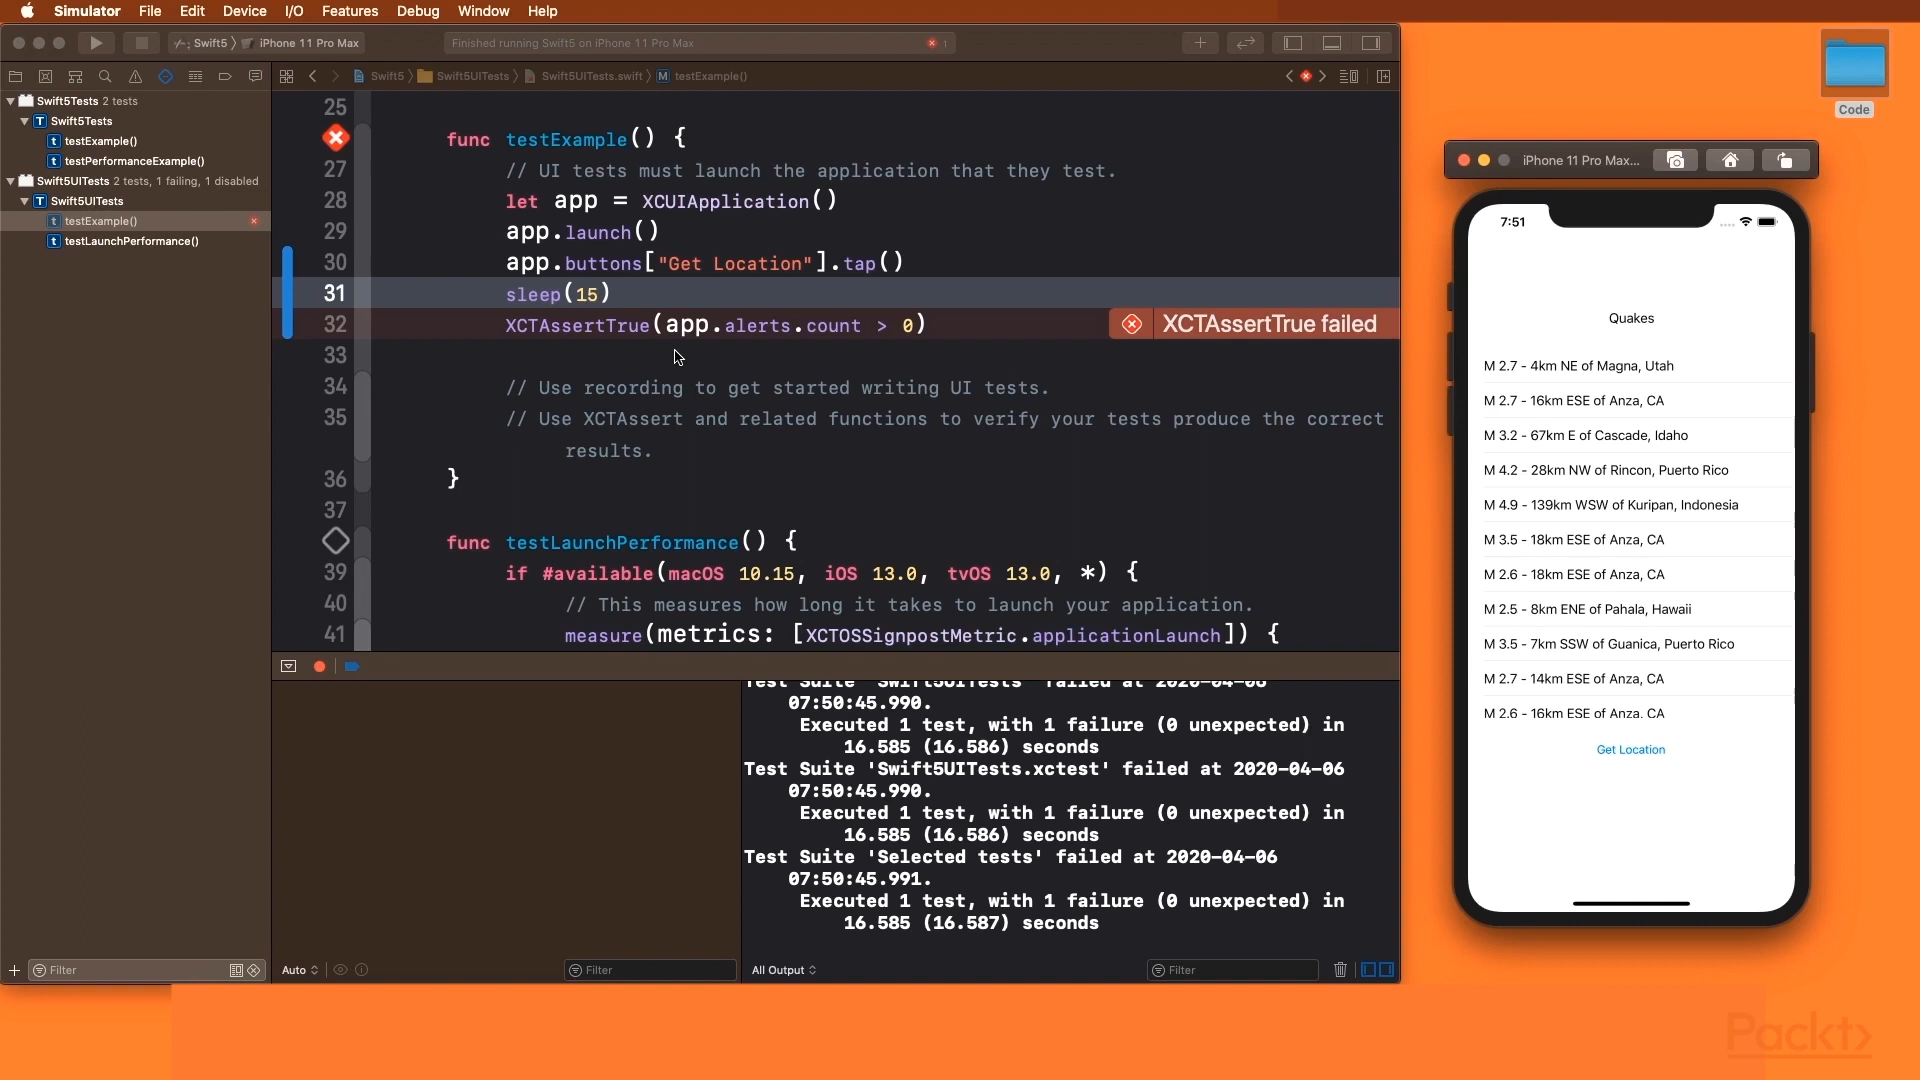 Simulator File Edit Device I/O Features Debug Window Help
Swift5 iPhone 11 Pro Max
Finished running Swift5 on iPhone 11 Pro Max
1
Swift5 Swift5UITests Swift5UITests.swift M testExample()
Swift5Tests 2 tests
T Swift5Tests
t testExample()
t testPerformanceExample()
Swift5UITests 2 tests, 1 failing, 1 disabled
T Swift5UITests
t testExample()
t testLaunchPerformance()
Filter
25
func testExample() {
27 // UI tests must launch the application that they test.
28 let app = XCUIApplication()
29 app.launch()
30 app.buttons["Get Location"].tap()
31 sleep(15)
32 XCTAssertTrue(app.alerts.count > 0) XCTAssertTrue failed
33
34 // Use recording to get started writing UI tests.
35 // Use XCTAssert and related functions to verify your tests produce the correct
results.
36 }
37
func testLaunchPerformance() {
39 if #available(macOS 10.15, iOS 13.0, tvOS 13.0, *) {
40 // This measures how long it takes to launch your application.
41 measure(metrics: [XCTOSSignpostMetric.applicationLaunch]) {
Test Suite 'Swift5UITests' failed at 2020-04-06
07:50:45.990.
Executed 1 test, with 1 failure (0 unexpected) in
16.585 (16.586) seconds
Test Suite 'Swift5UITests.xctest' failed at 2020-04-06
07:50:45.990.
Executed 1 test, with 1 failure (0 unexpected) in
16.585 (16.586) seconds
Test Suite 'Selected tests' failed at 2020-04-06
07:50:45.991.
Executed 1 test, with 1 failure (0 unexpected) in
16.585 (16.587) seconds
Auto Filter
All Output Filter
Code
iPhone 11 Pro Max...
7:51
Quakes
M 2.7 - 4km NE of Magna, Utah
M 2.7 - 16km ESE of Anza, CA
M 3.2 - 67km E of Cascade, Idaho
M 4.2 - 28km NW of Rincon, Puerto Rico
M 4.9 - 139km WSW of Kuripan, Indonesia
M 3.5 - 18km ESE of Anza, CA
M 2.6 - 18km ESE of Anza, CA
M 2.5 - 8km ENE of Pahala, Hawaii
M 3.5 - 7km SSW of Guanica, Puerto Rico
M 2.7 - 14km ESE of Anza, CA
M 2.6 - 16km ESE of Anza, CA
Get Location
Packt>